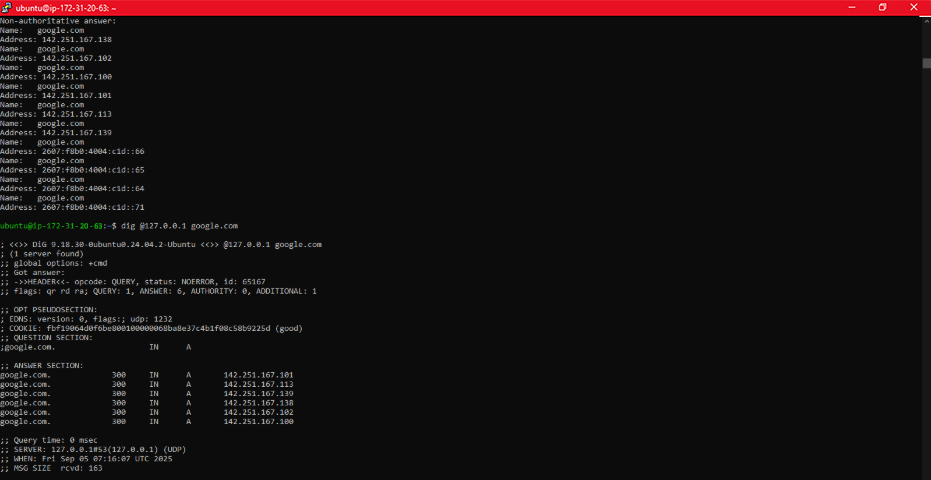 ubuntu@ip-172-31-20-63: ~
Non-authoritative answer:
Name:   google.com
Address: 142.251.167.138
Name:   google.com
Address: 142.251.167.102
Name:   google.com
Address: 142.251.167.100
Name:   google.com
Address: 142.251.167.101
Name:   google.com
Address: 142.251.167.113
Name:   google.com
Address: 142.251.167.139
Name:   google.com
Address: 2607:f8b0:4004:c1d::66
Name:   google.com
Address: 2607:f8b0:4004:c1d::65
Name:   google.com
Address: 2607:f8b0:4004:c1d::64
Name:   google.com
Address: 2607:f8b0:4004:c1d::71
ubuntu@ip-172-31-20-63:~$ dig @127.0.0.1 google.com
; <<>> DiG 9.18.30-0ubuntu0.24.04.2-Ubuntu <<>> @127.0.0.1 google.com
; (1 server found)
;; global options: +cmd
;; Got answer:
;; ->>HEADER<<- opcode: QUERY, status: NOERROR, id: 65167
;; flags: qr rd ra; QUERY: 1, ANSWER: 6, AUTHORITY: 0, ADDITIONAL: 1
;; OPT PSEUDOSECTION:
; EDNS: version: 0, flags:; udp: 1232
; COOKIE: fbf19064d0f6be800100000068ba8e37c4b1f08c58b9225d (good)
;; QUESTION SECTION:
;google.com.                    IN      A
;; ANSWER SECTION:
google.com.             300     IN      A       142.251.167.101
google.com.             300     IN      A       142.251.167.113
google.com.             300     IN      A       142.251.167.139
google.com.             300     IN      A       142.251.167.138
google.com.             300     IN      A       142.251.167.102
google.com.             300     IN      A       142.251.167.100
;; Query time: 0 msec
;; SERVER: 127.0.0.1#53(127.0.0.1) (UDP)
;; WHEN: Fri Sep 05 07:16:07 UTC 2025
;; MSG SIZE  rcvd: 163